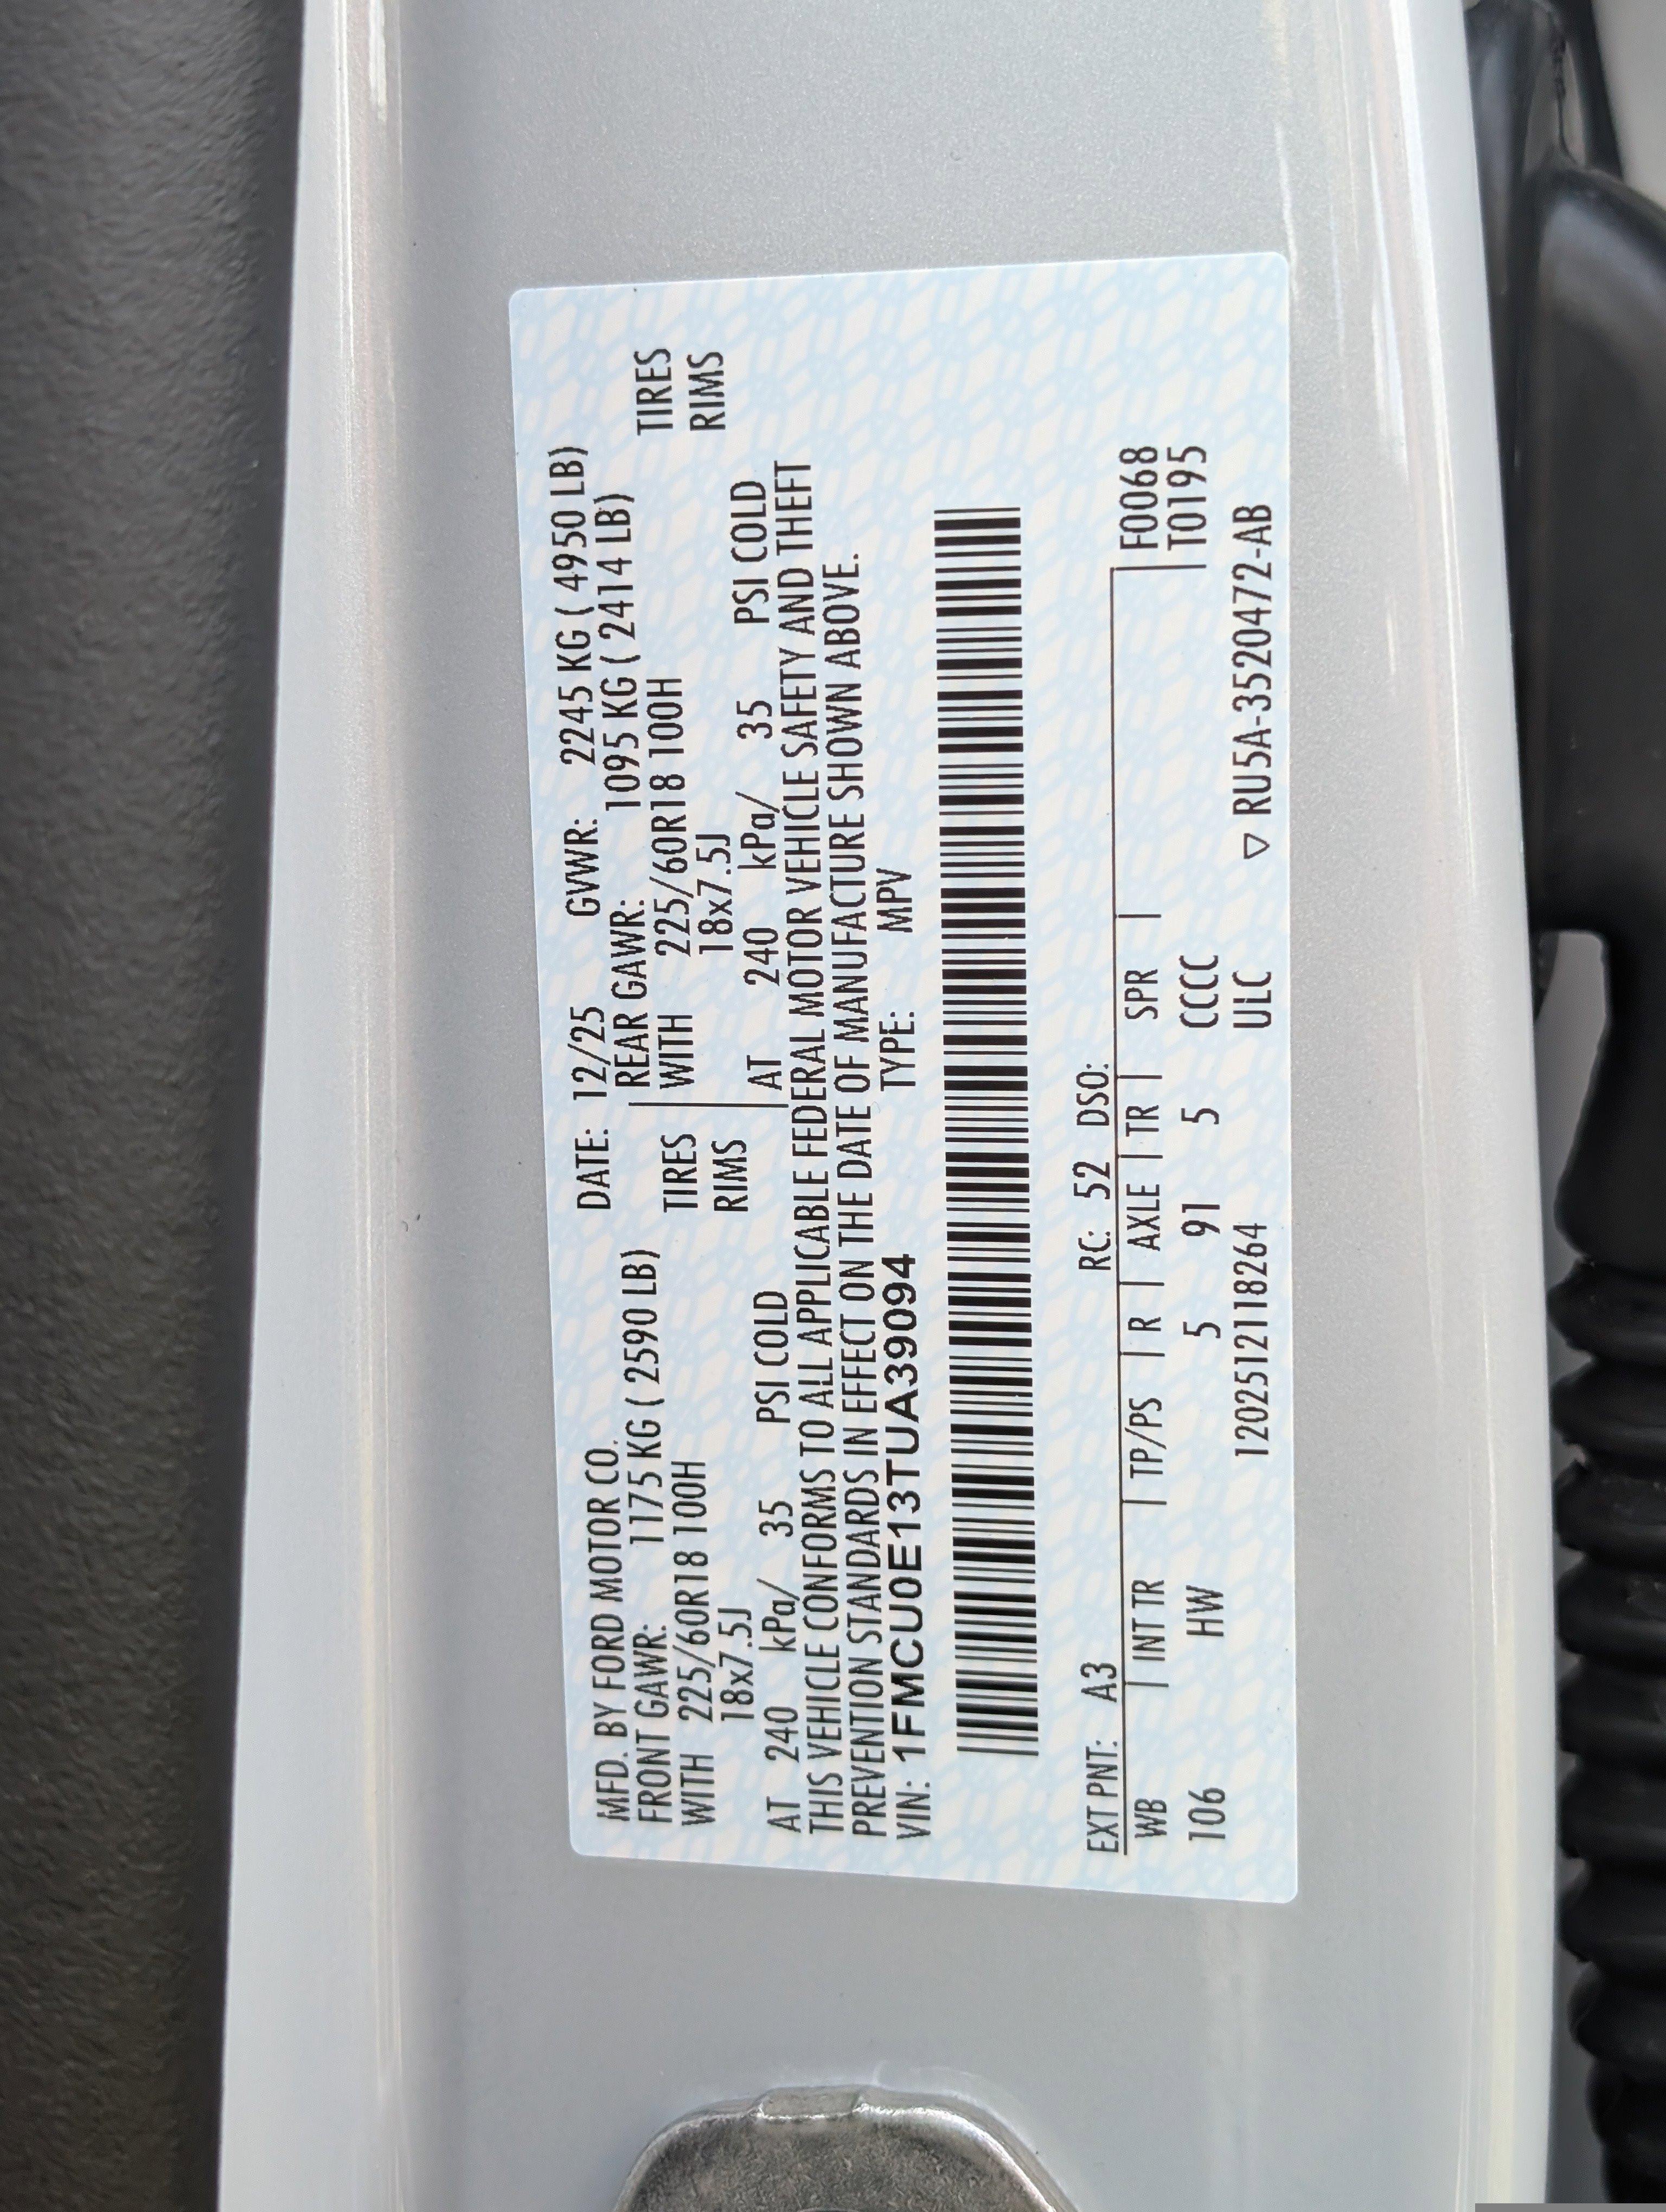 MFD. BY FORD MOTOR CO. DATE: 12/25 GVWR: 2245 KG ( 4950 LB)
FRONT GAWR: 1175 KG ( 2590 LB) REAR GAWR: 1095 KG ( 2414 LB)
WITH 225/60R18 100H TIRES WITH 225/60R18 100H TIRES
18x7.5J RIMS 18x7.5J RIMS
AT 240 kPa/ 35 PSI COLD AT 240 kPa/ 35 PSI COLD
THIS VEHICLE CONFORMS TO ALL APPLICABLE FEDERAL MOTOR VEHICLE SAFETY AND THEFT
PREVENTION STANDARDS IN EFFECT ON THE DATE OF MANUFACTURE SHOWN ABOVE.
VIN: 1FMCU0E13TUA39094 TYPE: MPV
EXT PNT: A3 RC: 52 DSO:
WB | INT TR | TP/PS | R | AXLE | TR | SPR | F0068
106 HW 5 91 5 CCCC T0195
12025121118264 ULC ▽ RU5A-3520472-AB